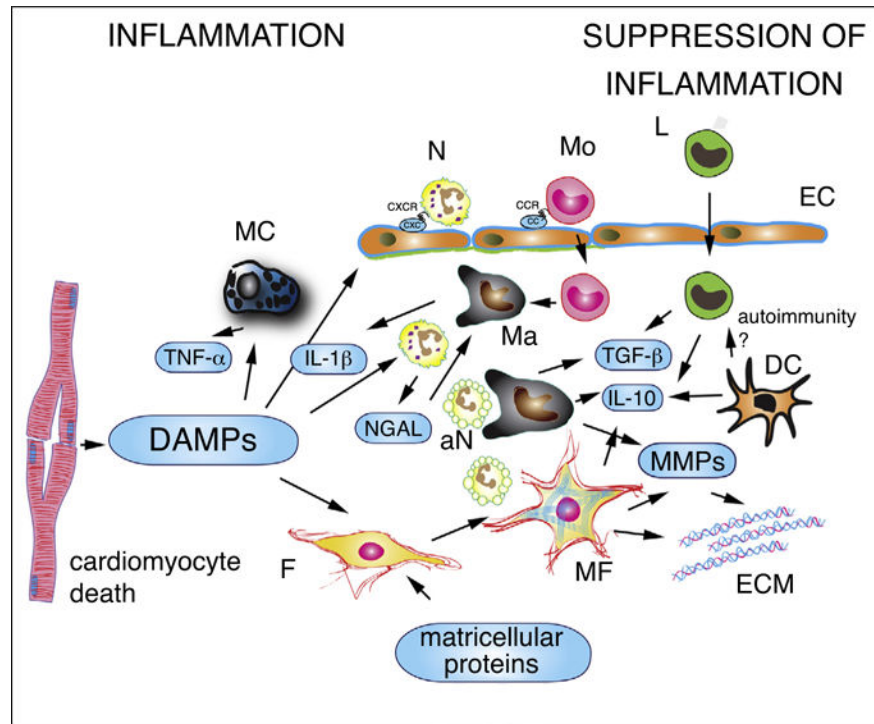 INFLAMMATION
SUPPRESSION OF
INFLAMMATION
L
N
Mo
EC
CXCR
CXC
CCR
CC
MC
Ma
autoimmunity
?
TNF-α
IL-1β
TGF-β
DC
IL-10
NGAL
aN
DAMPs
MMPs
cardiomyocyte
death
F
MF
ECM
matricellular
proteins